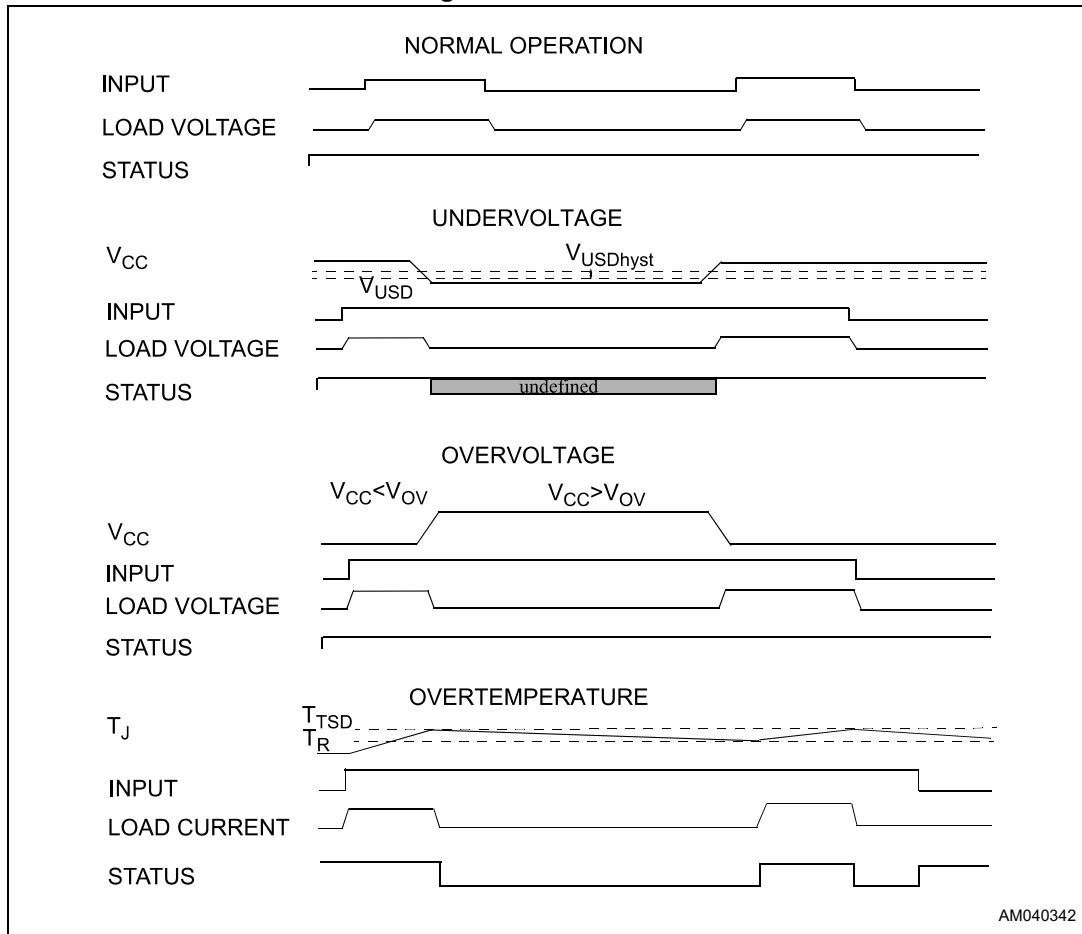 NORMAL OPERATION
INPUT
LOAD VOLTAGE
STATUS
UNDERVOLTAGE
VCC
VUSDhyst
VUSD
INPUT
LOAD VOLTAGE
STATUS
undefined
OVERVOLTAGE
VCC<VOV
VCC>VOV
VCC
INPUT
LOAD VOLTAGE
STATUS
OVERTEMPERATURE
TJ
TTSD
TR
INPUT
LOAD CURRENT
STATUS
AM040342